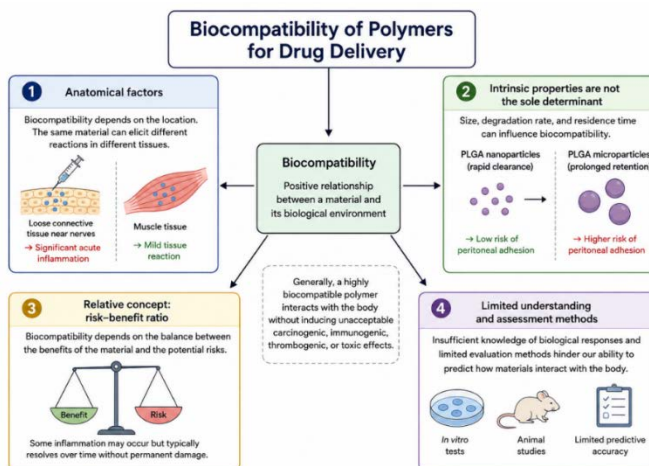 Biocompatibility of Polymers
for Drug Delivery
1
Anatomical factors
Biocompatibility depends on the location.
The same material can elicit different
reactions in different tissues.
Loose connective
tissue near nerves
→ Significant acute
inflammation
Muscle tissue
→ Mild tissue
reaction
2
Intrinsic properties are not
the sole determinant
Size, degradation rate, and residence time
can influence biocompatibility.
PLGA nanoparticles
(rapid clearance)
→ Low risk of
peritoneal adhesion
PLGA microparticles
(prolonged retention)
→ Higher risk of
peritoneal adhesion
Biocompatibility
Positive relationship
between a material and
its biological environment
Generally, a highly
biocompatible polymer
interacts with the body
without inducing unacceptable
carcinogenic, immunogenic,
thrombogenic, or toxic effects.
3
Relative concept:
risk–benefit ratio
Biocompatibility depends on the balance between
the benefits of the material and the potential risks.
Benefit
Risk
Some inflammation may occur but typically
resolves over time without permanent damage.
4
Limited understanding
and assessment methods
Insufficient knowledge of biological responses and
limited evaluation methods hinder our ability to
predict how materials interact with the body.
In vitro
tests
Animal
studies
Limited predictive
accuracy